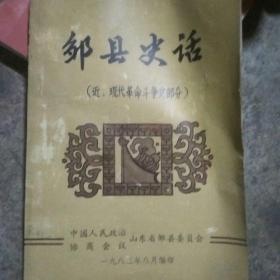 邹县史话
(近、现代革命斗争史部分)
中国人民政治
协商会议 山东省邹县委员会
一九八三年八月编印